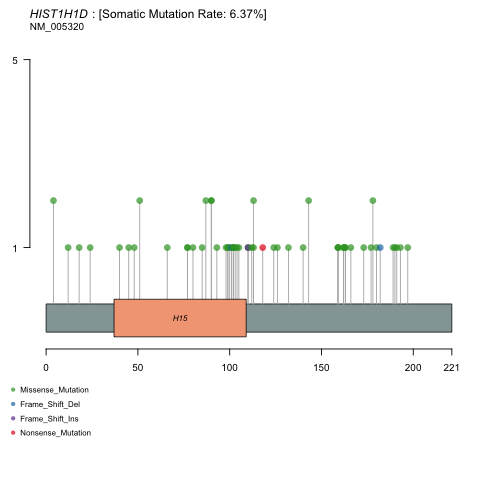 HIST1H1D : [Somatic Mutation Rate: 6.37%]
NM_005320
5
1
H15
0 50 100 150 200 221
Missense_Mutation
Frame_Shift_Del
Frame_Shift_Ins
Nonsense_Mutation